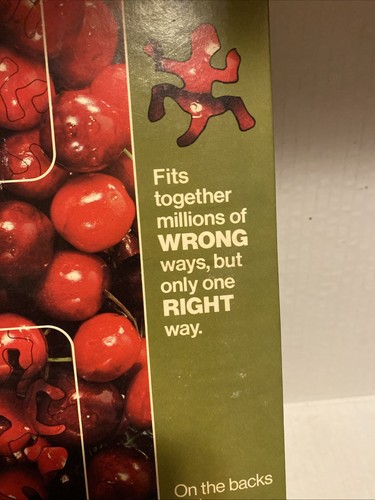 Fits
together
millions of
WRONG
ways, but
only one
RIGHT
way.
On the backs